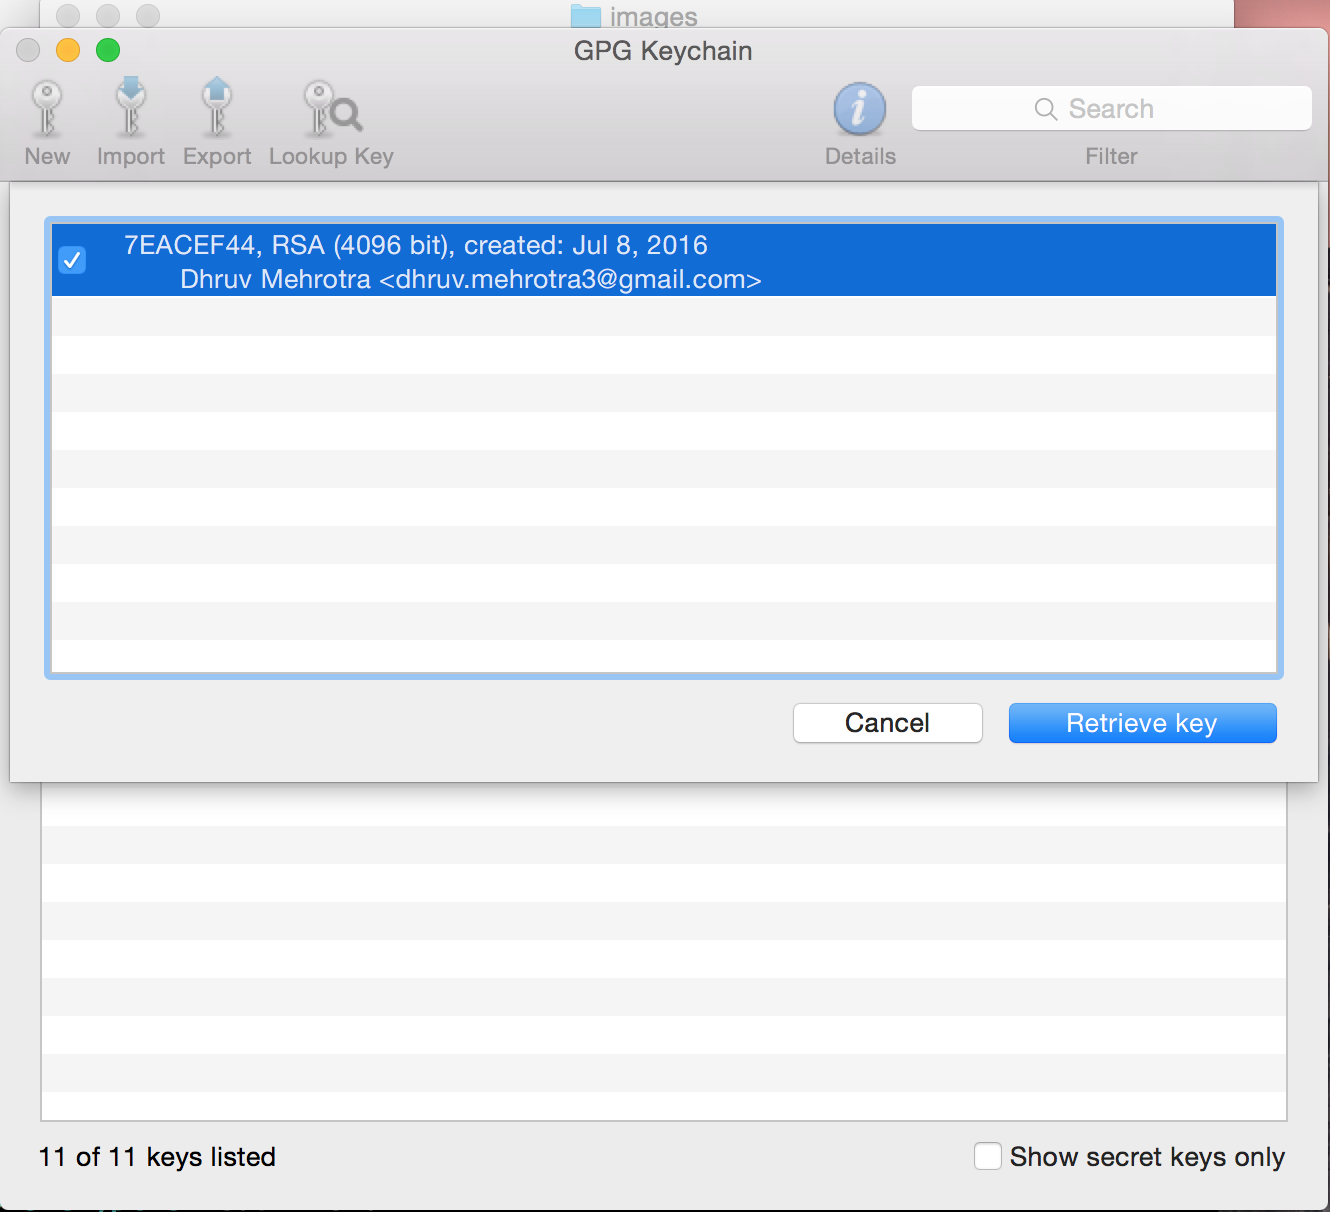 images
GPG Keychain
New Import Export Lookup Key Details Search Filter
7EACEF44, RSA (4096 bit), created: Jul 8, 2016
Dhruv Mehrotra <dhruv.mehrotra3@gmail.com>
Cancel Retrieve key
11 of 11 keys listed Show secret keys only